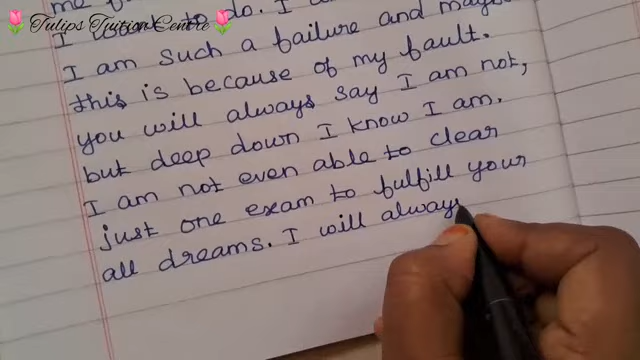 Tulips Tuition Centre
to do. I
I am such a failure and maybe
this is because of my fault.
you will always say I am not,
but deep down I know I am.
I am not even able to clear
just one exam to fulfill your
all dreams. I will always